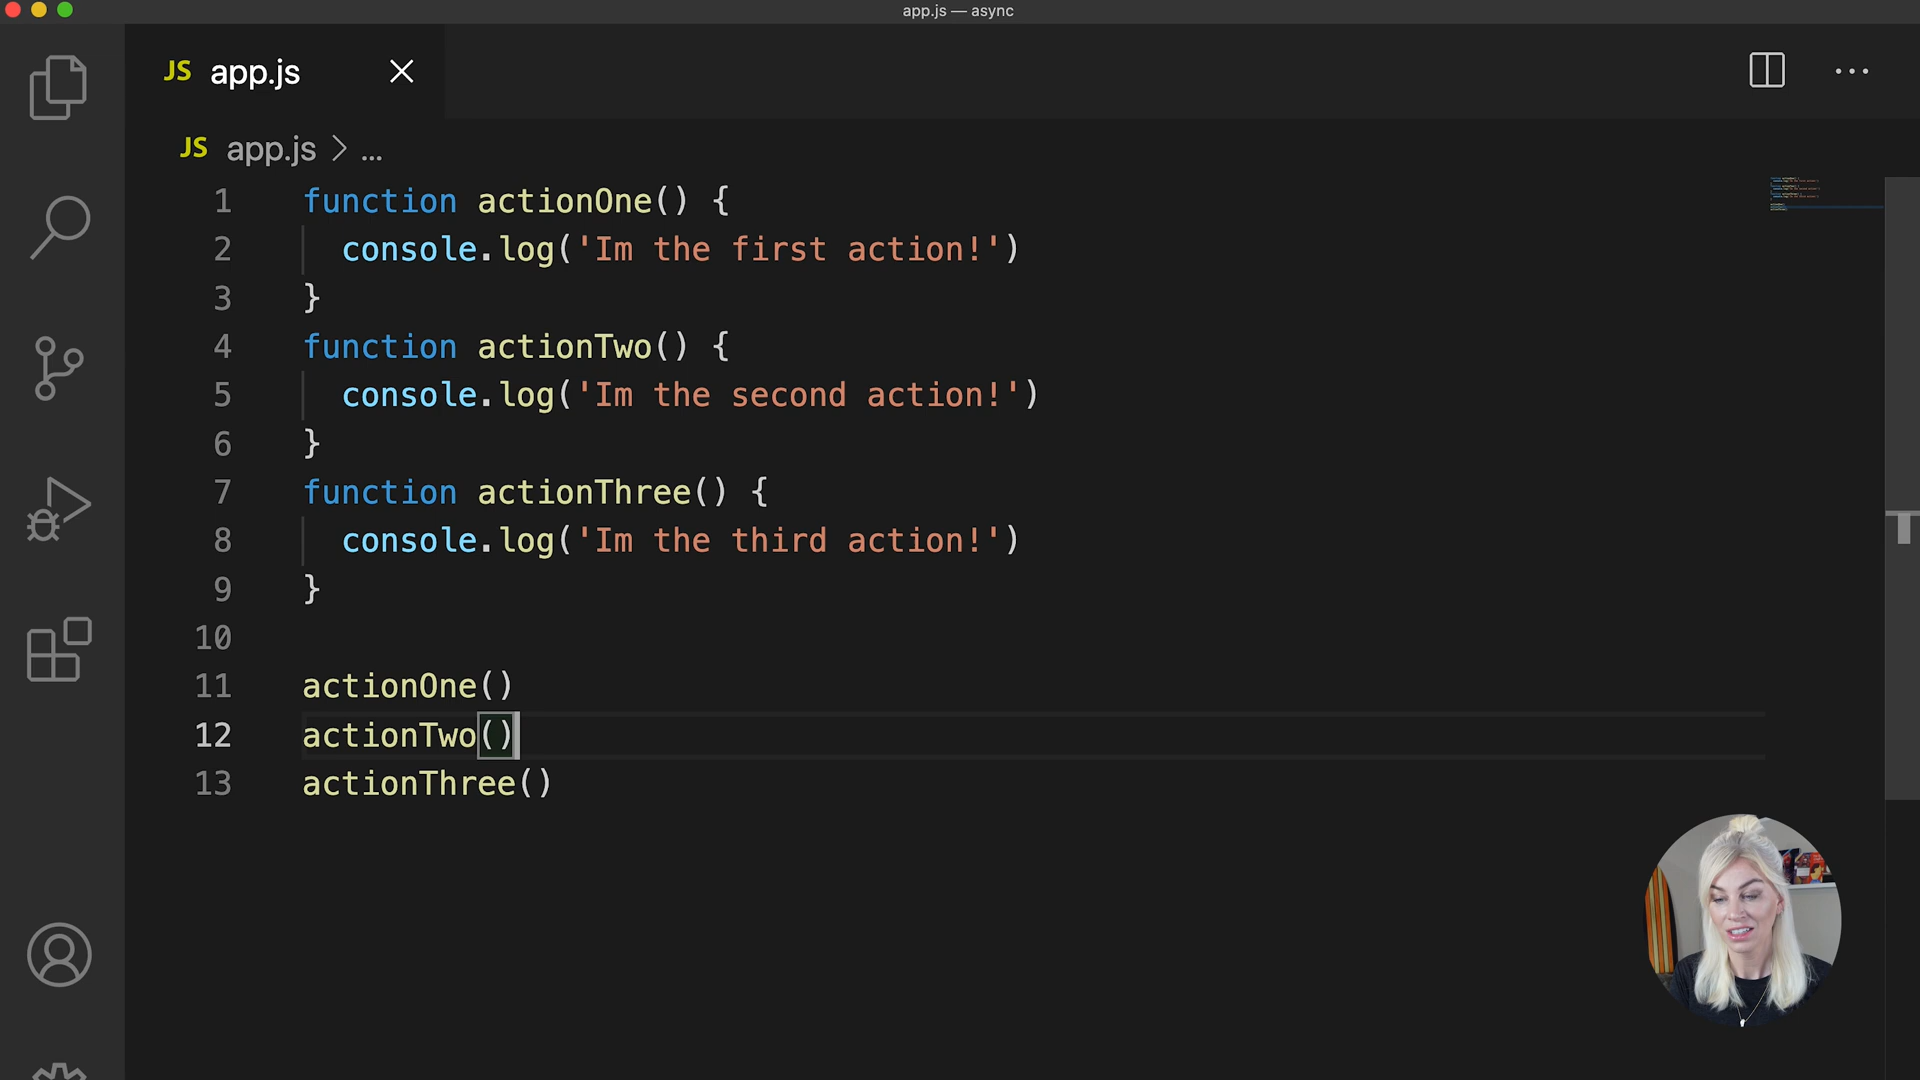 app.js — async
JS app.js
JS app.js > ...
1 function actionOne() {
2   console.log('Im the first action!')
3 }
4 function actionTwo() {
5   console.log('Im the second action!')
6 }
7 function actionThree() {
8   console.log('Im the third action!')
9 }
10
11 actionOne()
12 actionTwo()
13 actionThree()